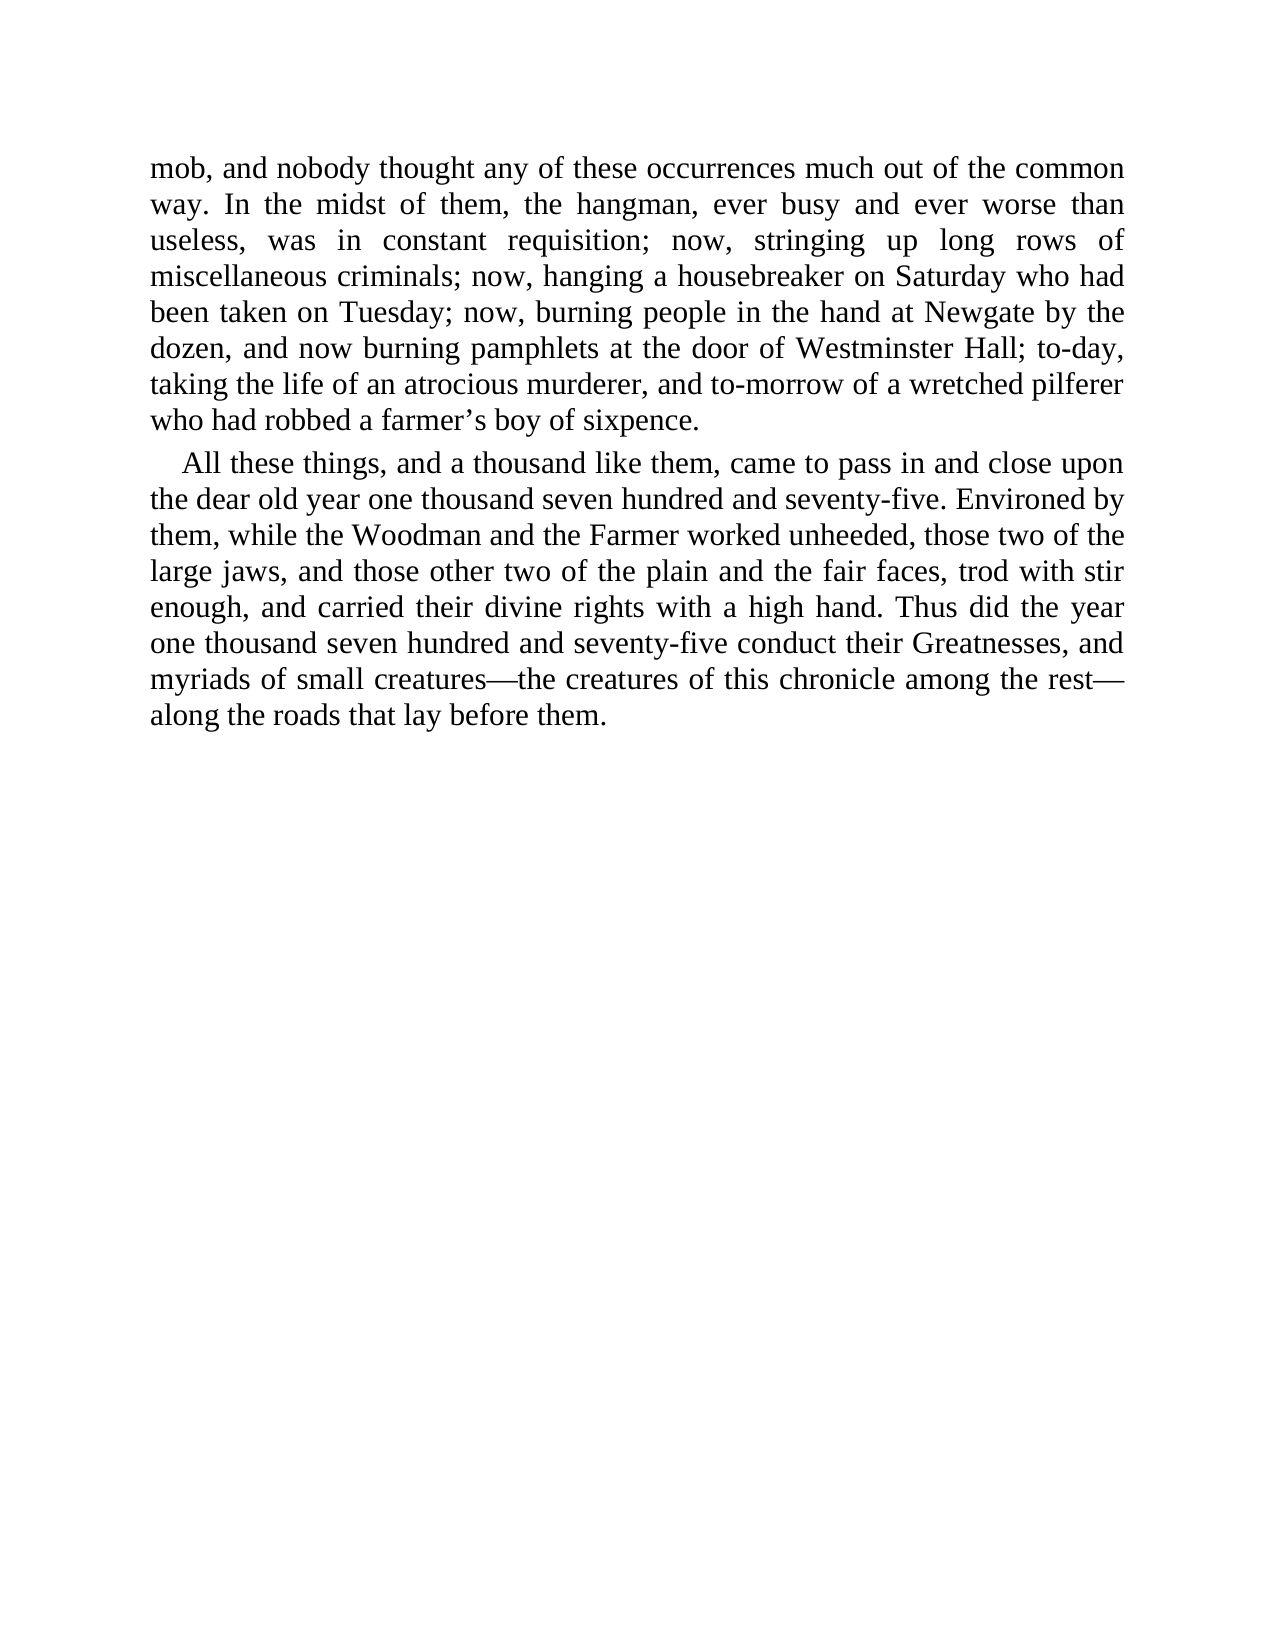 mob, and nobody thought any of these occurrences much out of the common
way. In the midst of them, the hangman, ever busy and ever worse than
useless, was in constant requisition; now, stringing up long rows of
miscellaneous criminals; now, hanging a housebreaker on Saturday who had
been taken on Tuesday; now, burning people in the hand at Newgate by the
dozen, and now burning pamphlets at the door of Westminster Hall; to-day,
taking the life of an atrocious murderer, and to-morrow of a wretched pilferer
who had robbed a farmer’s boy of sixpence.
All these things, and a thousand like them, came to pass in and close upon
the dear old year one thousand seven hundred and seventy-five. Environed by
them, while the Woodman and the Farmer worked unheeded, those two of the
large jaws, and those other two of the plain and the fair faces, trod with stir
enough, and carried their divine rights with a high hand. Thus did the year
one thousand seven hundred and seventy-five conduct their Greatnesses, and
myriads of small creatures—the creatures of this chronicle among the rest—
along the roads that lay before them.